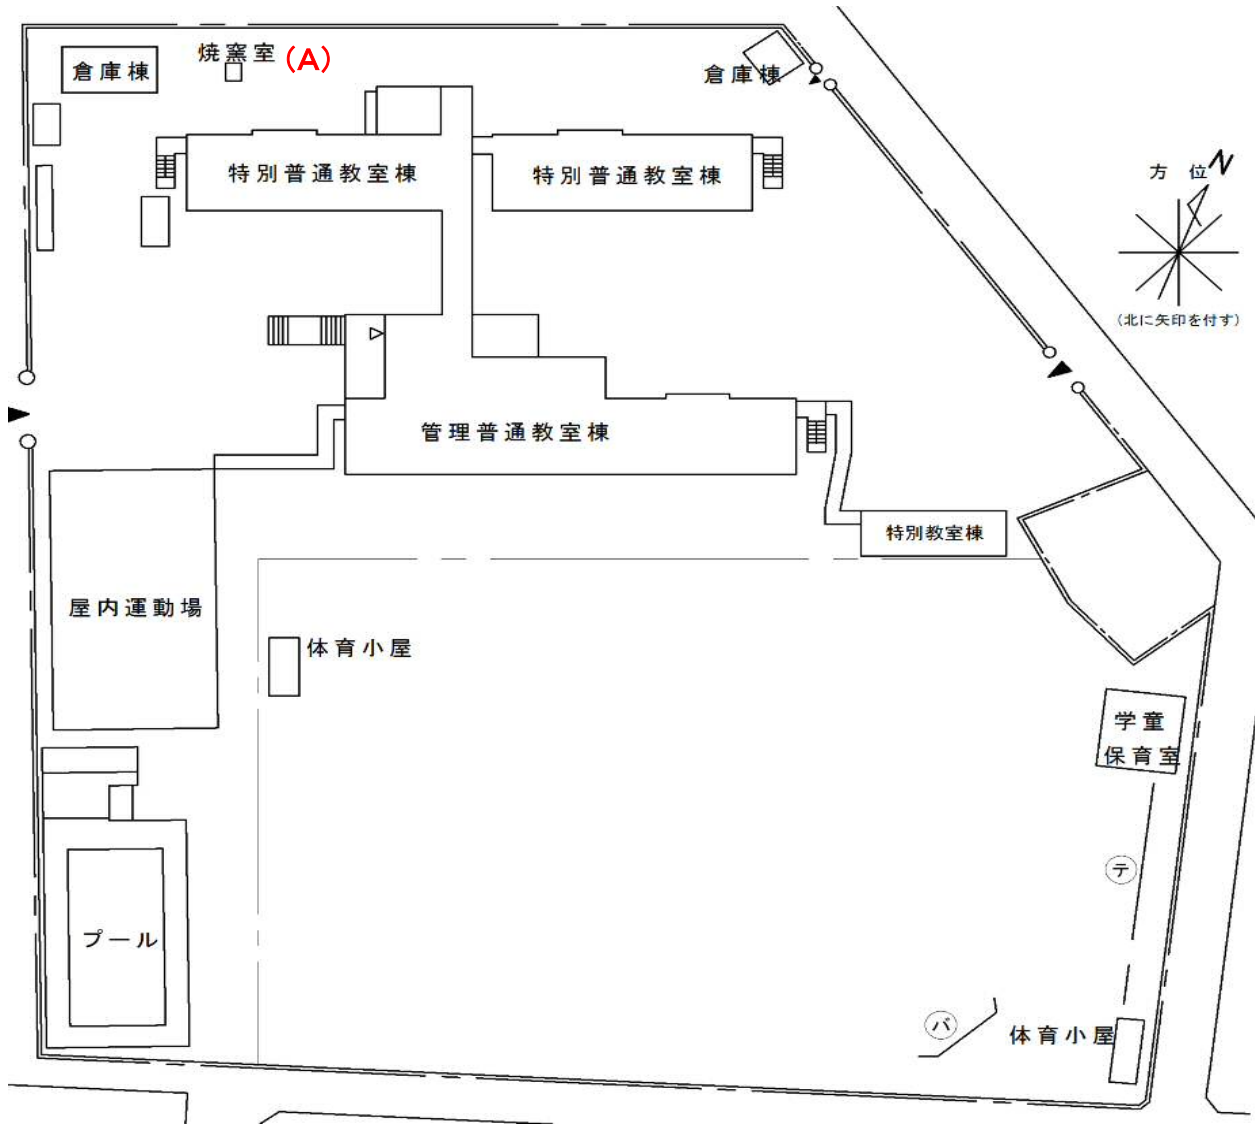 焼窯室 (A)
倉庫棟
倉庫棟
特別普通教室棟
特別普通教室棟
方位 N
(北に矢印を付す)
管理普通教室棟
特別教室棟
屋内運動場
体育小屋
学童
保育室
テ
プール
バ
体育小屋